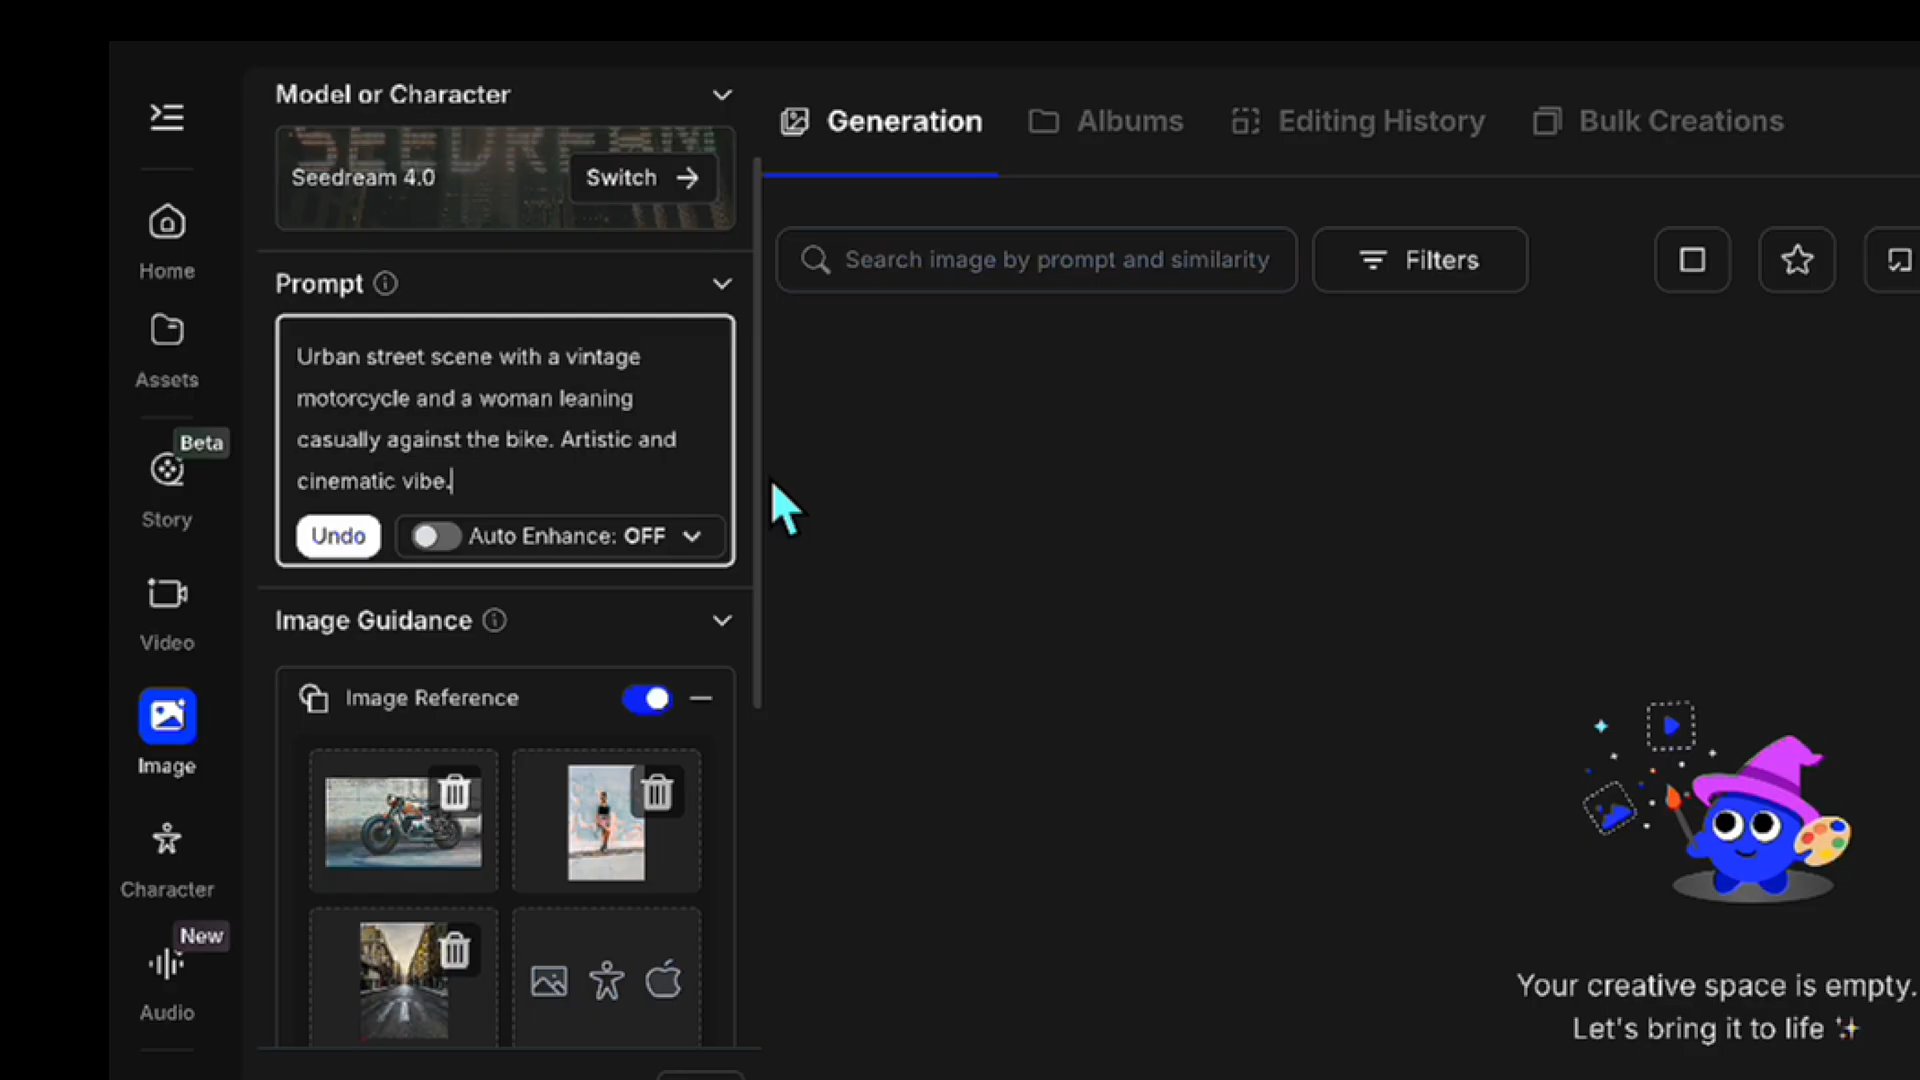 Model or Character
SEEDREAM
Seedream 4.0
Switch
Prompt
Urban street scene with a vintage
motorcycle and a woman leaning
casually against the bike. Artistic and
cinematic vibe.
Undo
Auto Enhance: OFF
Image Guidance
Image Reference
Home
Assets
Beta
Story
Video
Image
Character
New
Audio
Generation
Albums
Editing History
Bulk Creations
Search image by prompt and similarity
Filters
Your creative space is empty.
Let's bring it to life